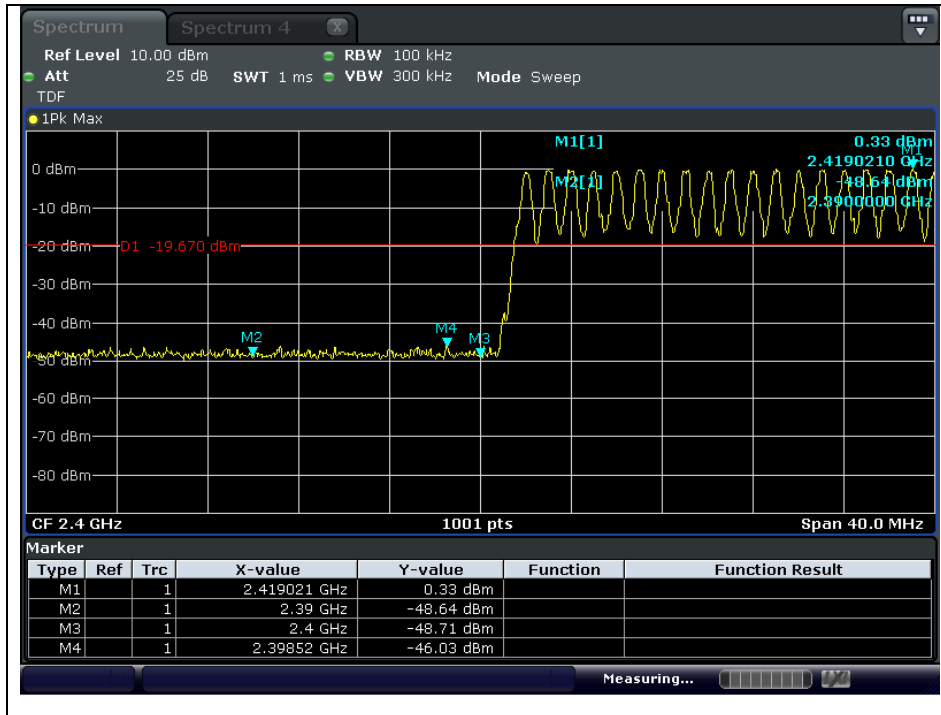 Spectrum Spectrum 4 X
Ref Level 10.00 dBm RBW 100 kHz
Att 25 dB SWT 1 ms VBW 300 kHz Mode Sweep
TDF
1Pk Max
M1[1] 0.33 dBm
2.4190210 GHz
M1
0 dBm
M2[1] -48.64 dBm
2.3900000 GHz
-10 dBm
-20 dBm D1 -19.670 dBm
-30 dBm
-40 dBm
M2 M4 M3
-50 dBm
-60 dBm
-70 dBm
-80 dBm
CF 2.4 GHz 1001 pts Span 40.0 MHz
Marker
Type Ref Trc X-value Y-value Function Function Result
M1 1 2.419021 GHz 0.33 dBm
M2 1 2.39 GHz -48.64 dBm
M3 1 2.4 GHz -48.71 dBm
M4 1 2.39852 GHz -46.03 dBm
Measuring...